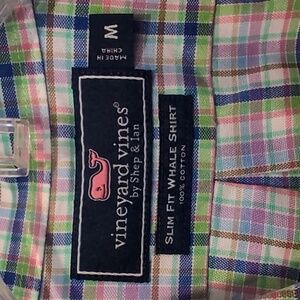 M
MADE IN
CHINA
vineyard vines®
by Shep & Ian
SLIM FIT WHALE SHIRT
100% COTTON